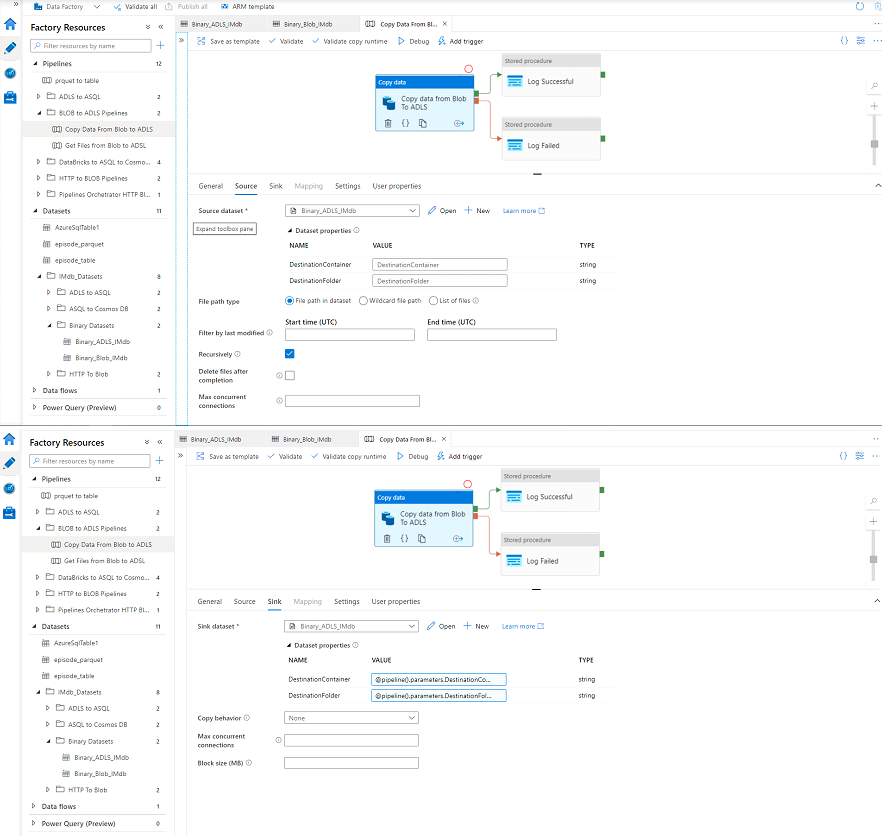 Data Factory Validate all Publish all ARM template
Factory Resources
Filter resources by name
Pipelines 12
prquet to table
ADLS to ASQL 2
BLOB to ADLS Pipelines 2
Copy Data From Blob to ADLS
Get Files from Blob to ADSL
DataBricks to ASQL to Cosmo... 4
HTTP to BLOB Pipelines 2
Pipelines Orchetrator HTTP Bl... 1
Datasets 11
AzureSqlTable1
episode_parquet
episode_table
IMdb_Datasets 8
ADLS to ASQL 2
ASQL to Cosmos DB 2
Binary Datasets 2
Binary_ADLS_IMdb
Binary_Blob_IMdb
HTTP To Blob 2
Data flows 1
Power Query (Preview) 0
Binary_ADLS_IMdb Binary_Blob_IMdb Copy Data From Bl...
Save as template Validate Validate copy runtime Debug Add trigger
Copy data
Copy data from Blob
To ADLS
Stored procedure
Log Successful
Stored procedure
Log Failed
General Source Sink Mapping Settings User properties
Source dataset * Binary_ADLS_IMdb Open New Learn more
Expand toolbox pane
Dataset properties
NAME VALUE TYPE
DestinationContainer DestinationContainer string
DestinationFolder DestinationFolder string
File path type File path in dataset Wildcard file path List of files
Start time (UTC) End time (UTC)
Filter by last modified
Recursively
Delete files after
completion
Max concurrent
connections
Factory Resources
Filter resources by name
Pipelines 12
prquet to table
ADLS to ASQL 2
BLOB to ADLS Pipelines 2
Copy Data From Blob to ADLS
Get Files from Blob to ADSL
DataBricks to ASQL to Cosmo... 4
HTTP to BLOB Pipelines 2
Pipelines Orchetrator HTTP Bl... 1
Datasets 11
AzureSqlTable1
episode_parquet
episode_table
IMdb_Datasets 8
ADLS to ASQL 2
ASQL to Cosmos DB 2
Binary Datasets 2
Binary_ADLS_IMdb
Binary_Blob_IMdb
HTTP To Blob 2
Data flows 1
Power Query (Preview) 0
Binary_ADLS_IMdb Binary_Blob_IMdb Copy Data From Bl...
Save as template Validate Validate copy runtime Debug Add trigger
Copy data
Copy data from Blob
To ADLS
Stored procedure
Log Successful
Stored procedure
Log Failed
General Source Sink Mapping Settings User properties
Sink dataset * Binary_ADLS_IMdb Open New Learn more
Dataset properties
NAME VALUE TYPE
DestinationContainer @pipeline().parameters.DestinationCo... string
DestinationFolder @pipeline().parameters.DestinationFol... string
Copy behavior None
Max concurrent
connections
Block size (MB)